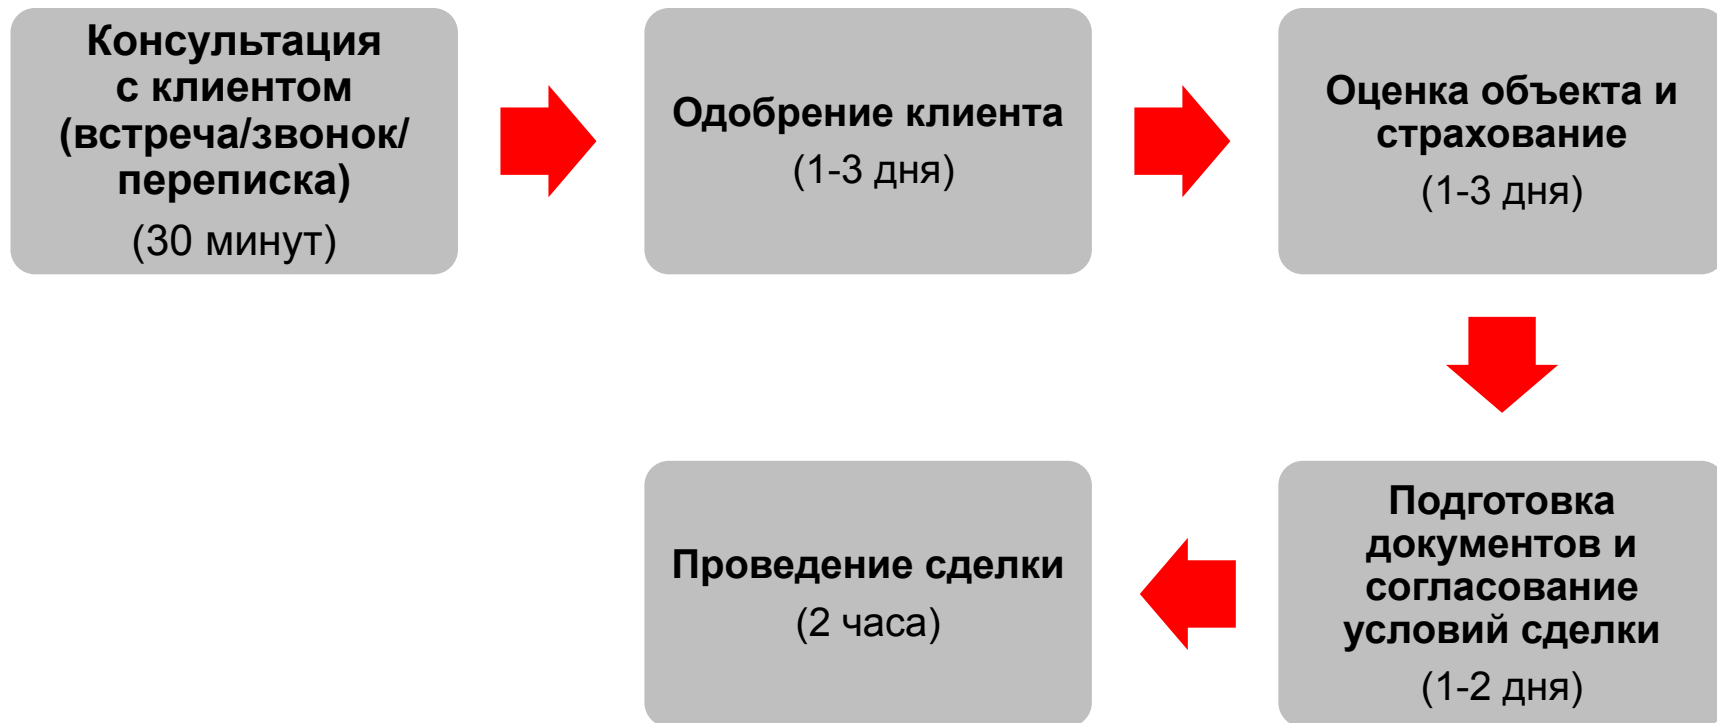 Консультация
с клиентом
(встреча/звонок/
переписка)
(30 минут)
Одобрение клиента
(1-3 дня)
Оценка объекта и
страхование
(1-3 дня)
Подготовка
документов и
согласование
условий сделки
(1-2 дня)
Проведение сделки
(2 часа)